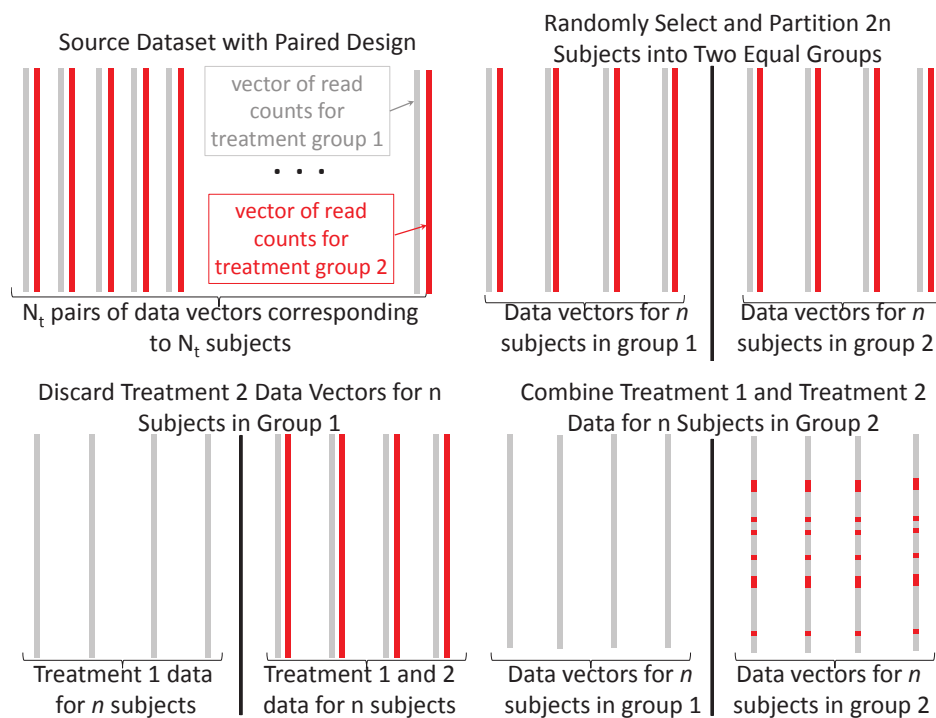 Source Dataset with Paired Design
vector of read
counts for
treatment group 1
. . .
vector of read
counts for
treatment group 2
Nt pairs of data vectors corresponding
to Nt subjects
Randomly Select and Partition 2n
Subjects into Two Equal Groups
Data vectors for n
subjects in group 1
Data vectors for n
subjects in group 2
Discard Treatment 2 Data Vectors for n
Subjects in Group 1
Treatment 1 data
for n subjects
Treatment 1 and 2
data for n subjects
Combine Treatment 1 and Treatment 2
Data for n Subjects in Group 2
Data vectors for n
subjects in group 1
Data vectors for n
subjects in group 2